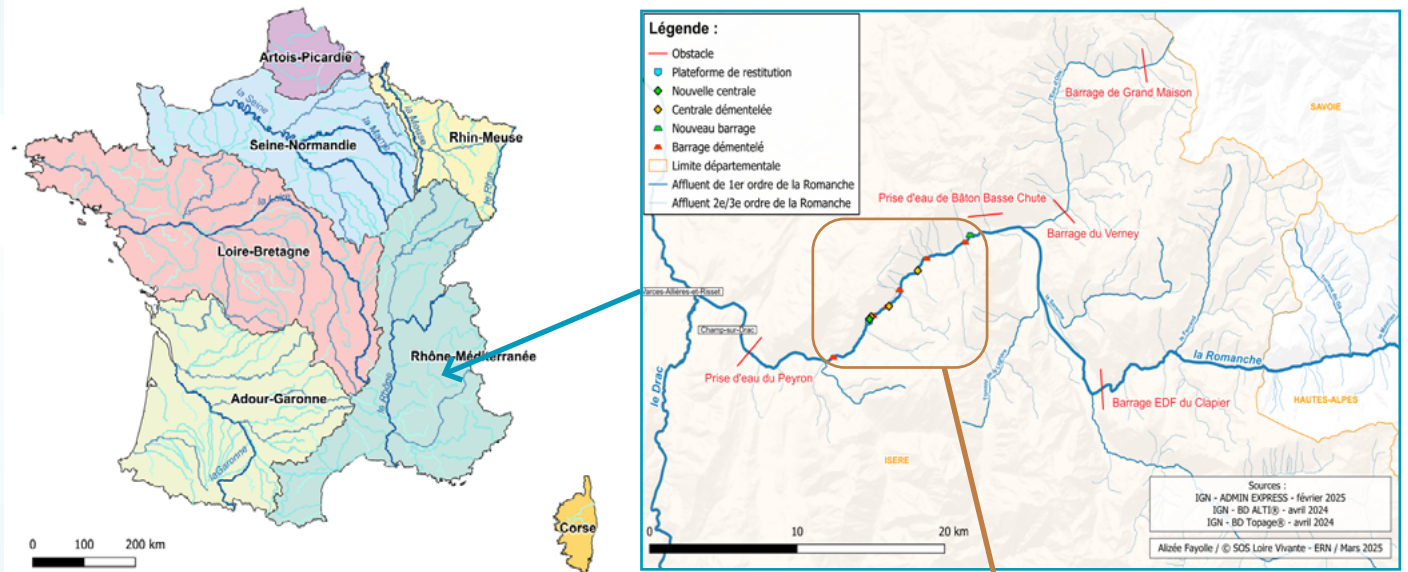 Artois-Picardie
la Seine
la Marne
la Meuse
Rhin-Meuse
Seine-Normandie
le Rhin
la Loire
Loire-Bretagne
Rhône-Méditerranée
le Rhône
Adour-Garonne
la Garonne
Corse
0 100 200 km
Légende :
Obstacle
Plateforme de restitution
Nouvelle centrale
Centrale démentelée
Nouveau barrage
Barrage démentelé
Limite départementale
Affluent de 1er ordre de la Romanche
Affluent 2e/3e ordre de la Romanche
Barrage de Grand Maison
SAVOIE
Prise d'eau de Bâton Basse Chute
Barrage du Verney
Varces-Allières-et-Risset
Champ-sur-Drac
Prise d'eau du Peyron
le Drac
la Romanche
Barrage EDF du Clapier
HAUTES-ALPES
ISERE
0 10 20 km
Sources :
IGN - ADMIN EXPRESS - février 2025
IGN - BD ALTI® - avril 2024
IGN - BD Topage® - avril 2024
Alizée Fayolle / © SOS Loire Vivante - ERN / Mars 2025